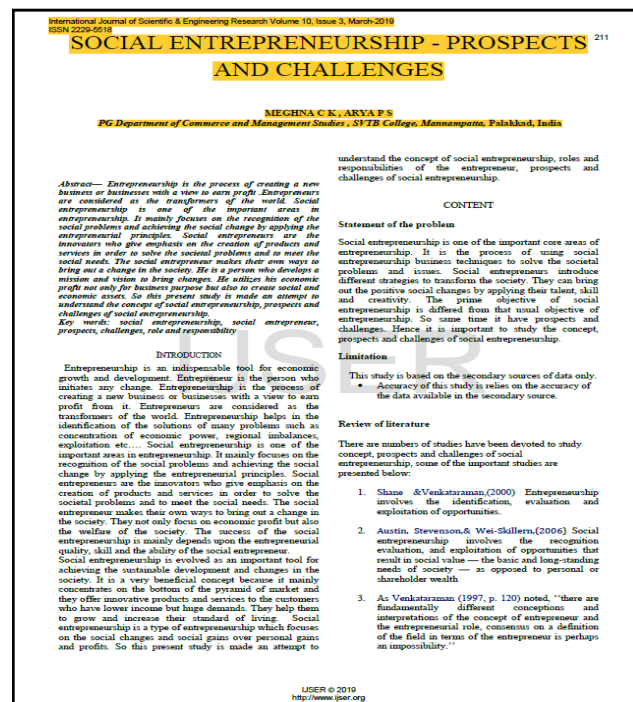 International Journal of Scientific & Engineering Research Volume 10, Issue 3, March-2019
ISSN 2229-5518
211
SOCIAL ENTREPRENEURSHIP - PROSPECTS
AND CHALLENGES
MEGHNA C K , ARYA P S
PG Department of Commerce and Management Studies , SVTB College, Mannampatta, Palakkad, India
Abstract— Entrepreneurship is the process of creating a new
business or businesses with a view to earn profit .Entrepreneurs
are considered as the transformers of the world. Social
entrepreneurship is one of the important areas in
entrepreneurship. It mainly focuses on the recognition of the
social problems and achieving the social change by applying the
entrepreneurial principles. Social entrepreneurs are the
innovators who give emphasis on the creation of products and
services in order to solve the societal problems and to meet the
social needs. The social entrepreneur makes their own ways to
bring out a change in the society. He is a person who develop a
mission and vision to bring changes. He utilizes his economic
profit not only for business purpose but also to create social and
economic assets. So this present study is made an attempt to
understand the concept of social entrepreneurship, prospects and
challenges of social entrepreneurship.
Key words: social entrepreneurship, social entrepreneur,
prospects, challenges, role and responsibility
INTRODUCTION
Entrepreneurship is an indispensable tool for economic
growth and development. Entrepreneur is the person who
initiates any change. Entrepreneurship is the process of
creating a new business or businesses with a view to earn
profit from it. Entrepreneurs are considered as the
transformers of the world. Entrepreneurship helps in the
identification of the solutions of many problems such as
concentration of economic power, regional imbalances,
exploitation etc.… Social entrepreneurship is one of the
important areas in entrepreneurship. It mainly focuses on the
recognition of the social problems and achieving the social
change by applying the entrepreneurial principles. Social
entrepreneurs are the innovators who give emphasis on the
creation of products and services in order to solve the
societal problems and to meet the social needs. The social
entrepreneur makes their own ways to bring out a change in
the society. They not only focus on economic profit but also
the welfare of the society. The success of the social
entrepreneurship is mainly depends upon the entrepreneurial
quality, skill and the ability of the social entrepreneur.
Social entrepreneurship is evolved as an important tool for
achieving the sustainable development and changes in the
society. It is a very beneficial concept because it mainly
concentrates on the bottom of the pyramid of market and
they offer innovative products and services to the customers
who have lower income but huge demands. They help them
to grow and increase their standard of living. Social
entrepreneurship is a type of entrepreneurship which focuses
on the social changes and social gains over personal gains
and profits. So this present study is made an attempt to
understand the concept of social entrepreneurship, roles and
responsibilities of the entrepreneur, prospects and
challenges of social entrepreneurship.
CONTENT
Statement of the problem
Social entrepreneurship is one of the important core areas of
entrepreneurship. It is the process of using social
entrepreneurship business techniques to solve the societal
problems and issues. Social entrepreneurs introduce
different strategies to transform the society. They can bring
out the positive social changes by applying their talent, skill
and creativity. The prime objective of social
entrepreneurship is differed from that usual objective of
entrepreneurship. So same time it have prospects and
challenges. Hence it is important to study the concept,
prospects and challenges of social entrepreneurship.
Limitation
This study is based on the secondary sources of data only.
• Accuracy of this study is relies on the accuracy of
the data available in the secondary source.
Review of literature
There are numbers of studies have been devoted to study
concept, prospects and challenges of social
entrepreneurship, some of the important studies are
presented below:
1. Shane &Venkataraman,(2000) Entrepreneurship
involves the identification, evaluation and
exploitation of opportunities.
2. Austin, Stevenson,& Wei-Skillern,(2006) Social
entrepreneurship involves the recognition
evaluation, and exploitation of opportunities that
result in social value — the basic and long-standing
needs of society — as opposed to personal or
shareholder wealth
3. As Venkataraman (1997, p. 120) noted, ‘‘there are
fundamentally different conceptions and
interpretations of the concept of entrepreneur and
the entrepreneurial role, consensus on a definition
of the field in terms of the entrepreneur is perhaps
an impossibility.’’
IJSER
IJSER © 2019
http://www.ijser.org